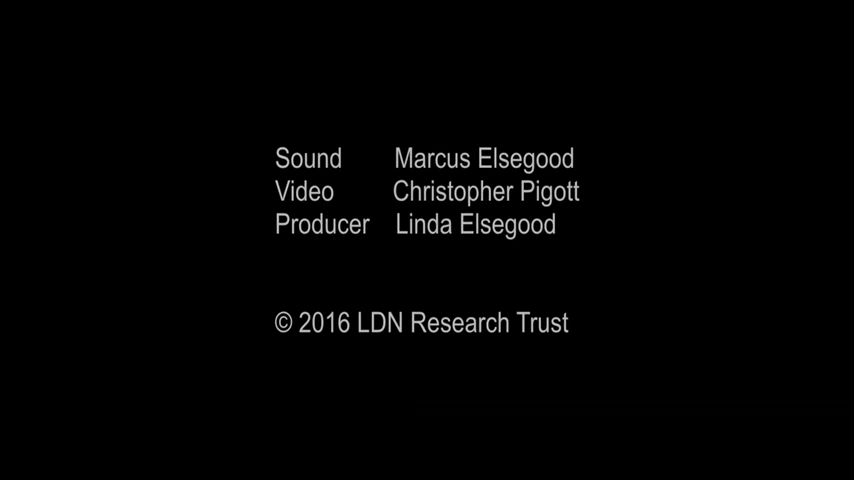 Sound Marcus Elsegood
Video Christopher Pigott
Producer Linda Elsegood
© 2016 LDN Research Trust